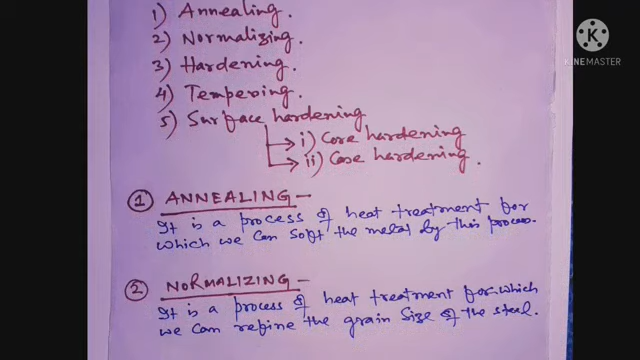 1) Annealing.
2) Normalizing.
3) Hardening.
4) Tempering.
5) Surface hardening
i) Core hardening
ii) Case hardening.
1 ANNEALING-
It is a process of heat treatment for
which we can soft the metal by this process.
2 NORMALIZING-
It is a process of heat treatment for which
we can refine the grain size of the steel.
K
KINEMASTER